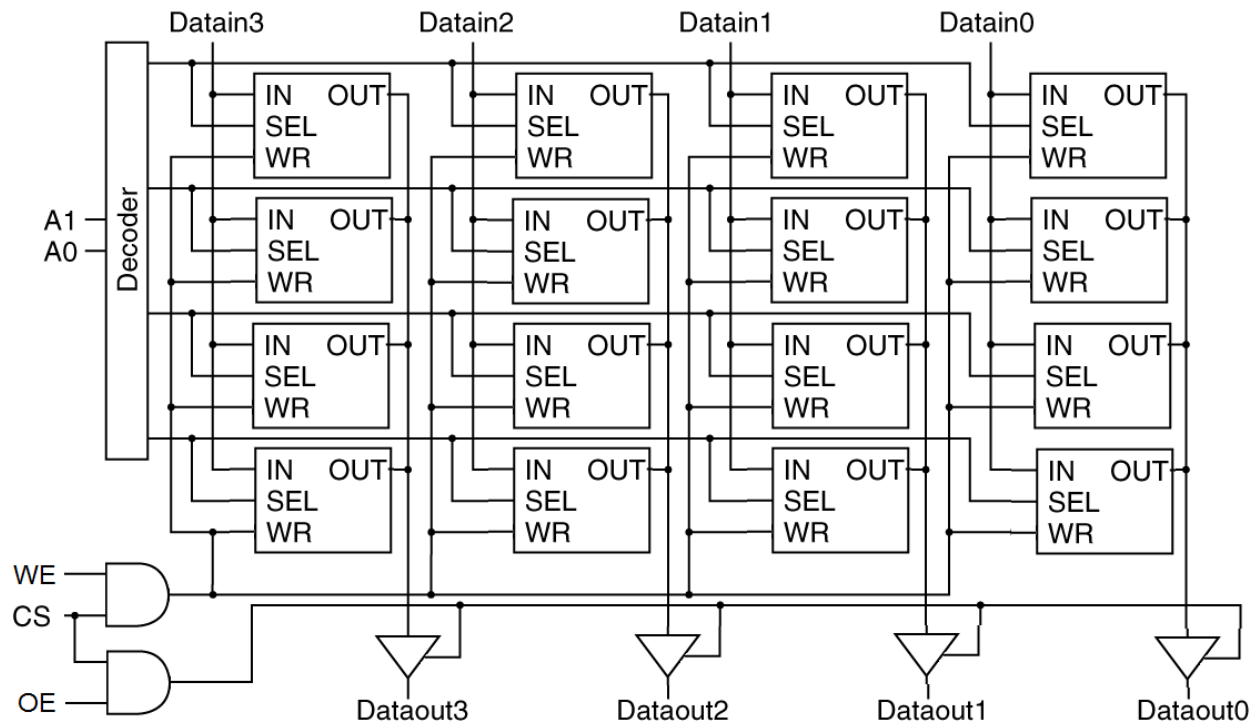 Datain3 Datain2 Datain1 Datain0
IN OUT IN OUT IN OUT IN OUT
SEL SEL SEL SEL
WR WR WR WR
Decoder
A1 IN OUT IN OUT IN OUT IN OUT
A0 SEL SEL SEL SEL
WR WR WR WR
IN OUT IN OUT IN OUT IN OUT
SEL SEL SEL SEL
WR WR WR WR
IN OUT IN OUT IN OUT IN OUT
SEL SEL SEL SEL
WR WR WR WR
WE
CS
OE
Dataout3 Dataout2 Dataout1 Dataout0